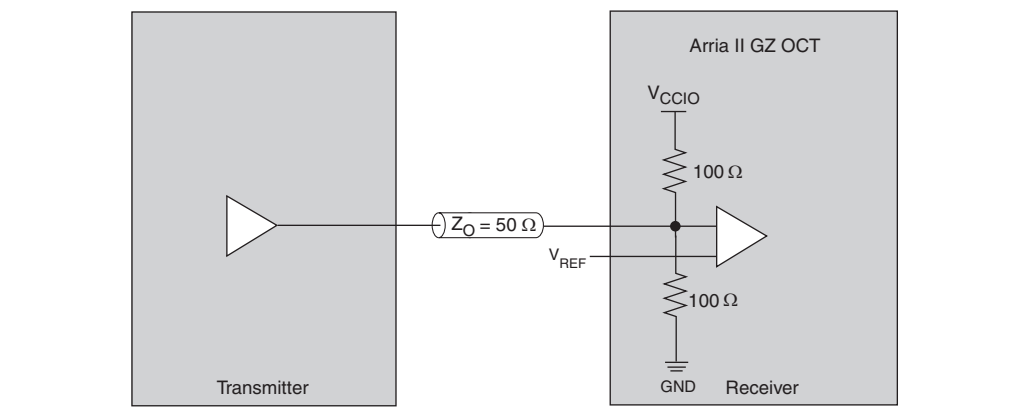 Arria II GZ OCT
VCCIO
100 Ω
ZO = 50 Ω
VREF
100 Ω
GND
Transmitter
Receiver